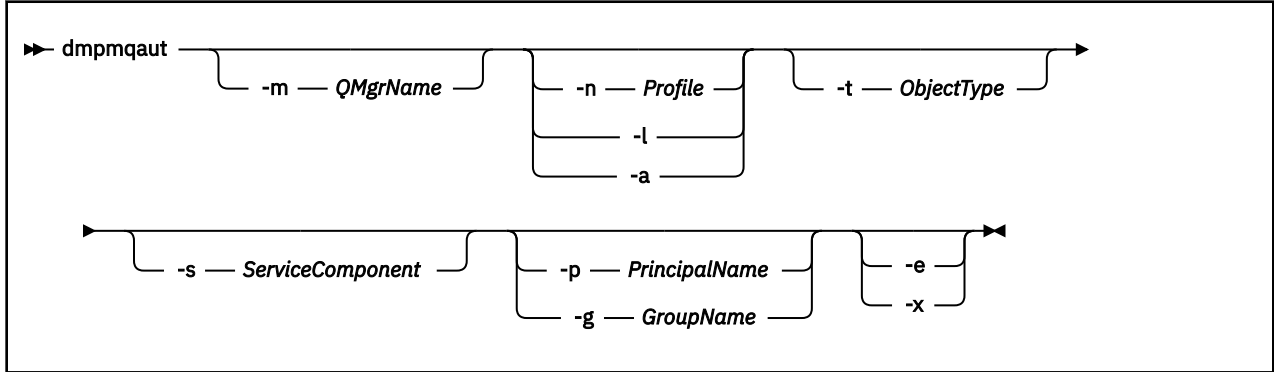 dmpmqaut
-m QMgrName
-n Profile
-t ObjectType
-l
-a
-s ServiceComponent
-p PrincipalName
-e
-g GroupName
-x